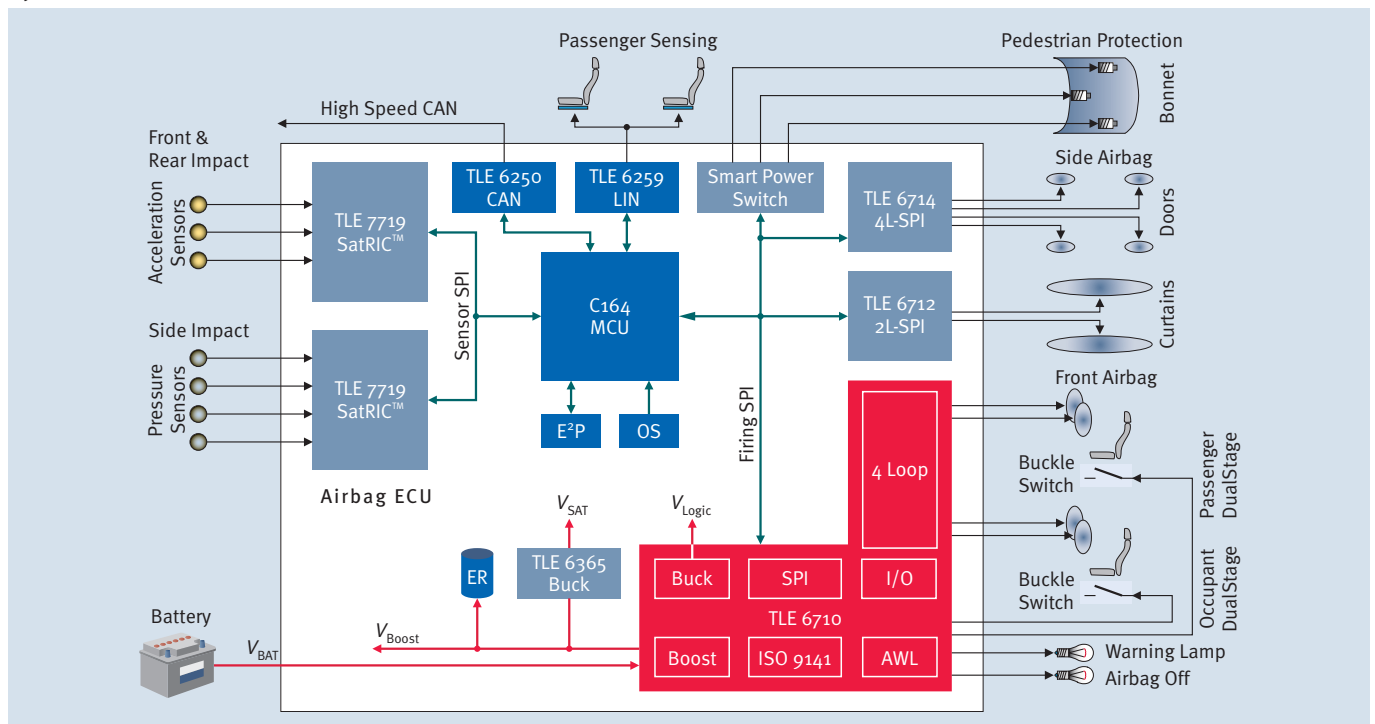 Passenger Sensing
Pedestrian Protection
Bonnet
High Speed CAN
Front &
Rear Impact
Acceleration
Sensors
TLE 7719
SatRIC™
TLE 6250
CAN
TLE 6259
LIN
Smart Power
Switch
TLE 6714
4L-SPI
Side Airbag
Doors
Sensor SPI
C164
MCU
TLE 6712
2L-SPI
Curtains
Side Impact
Pressure
Sensors
TLE 7719
SatRIC™
E²P
OS
Firing SPI
Front Airbag
4 Loop
Buckle
Switch
Passenger
DualStage
Airbag ECU
VSAT
VLogic
ER
TLE 6365
Buck
Buck
SPI
I/O
TLE 6710
Buckle
Switch
Occupant
DualStage
Battery
VBAT
VBoost
Boost
ISO 9141
AWL
Warning Lamp
Airbag Off